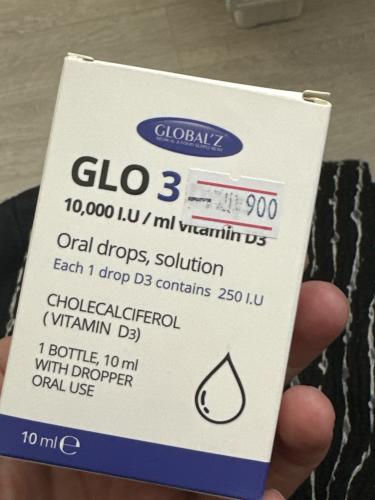 GLOBAL'Z
GLO 3
900
10,000 I.U / ml vitamin D3
Oral drops, solution
Each 1 drop D3 contains 250 I.U
CHOLECALCIFEROL
( VITAMIN D3)
1 BOTTLE, 10 ml
WITH DROPPER
ORAL USE
10 ml℮